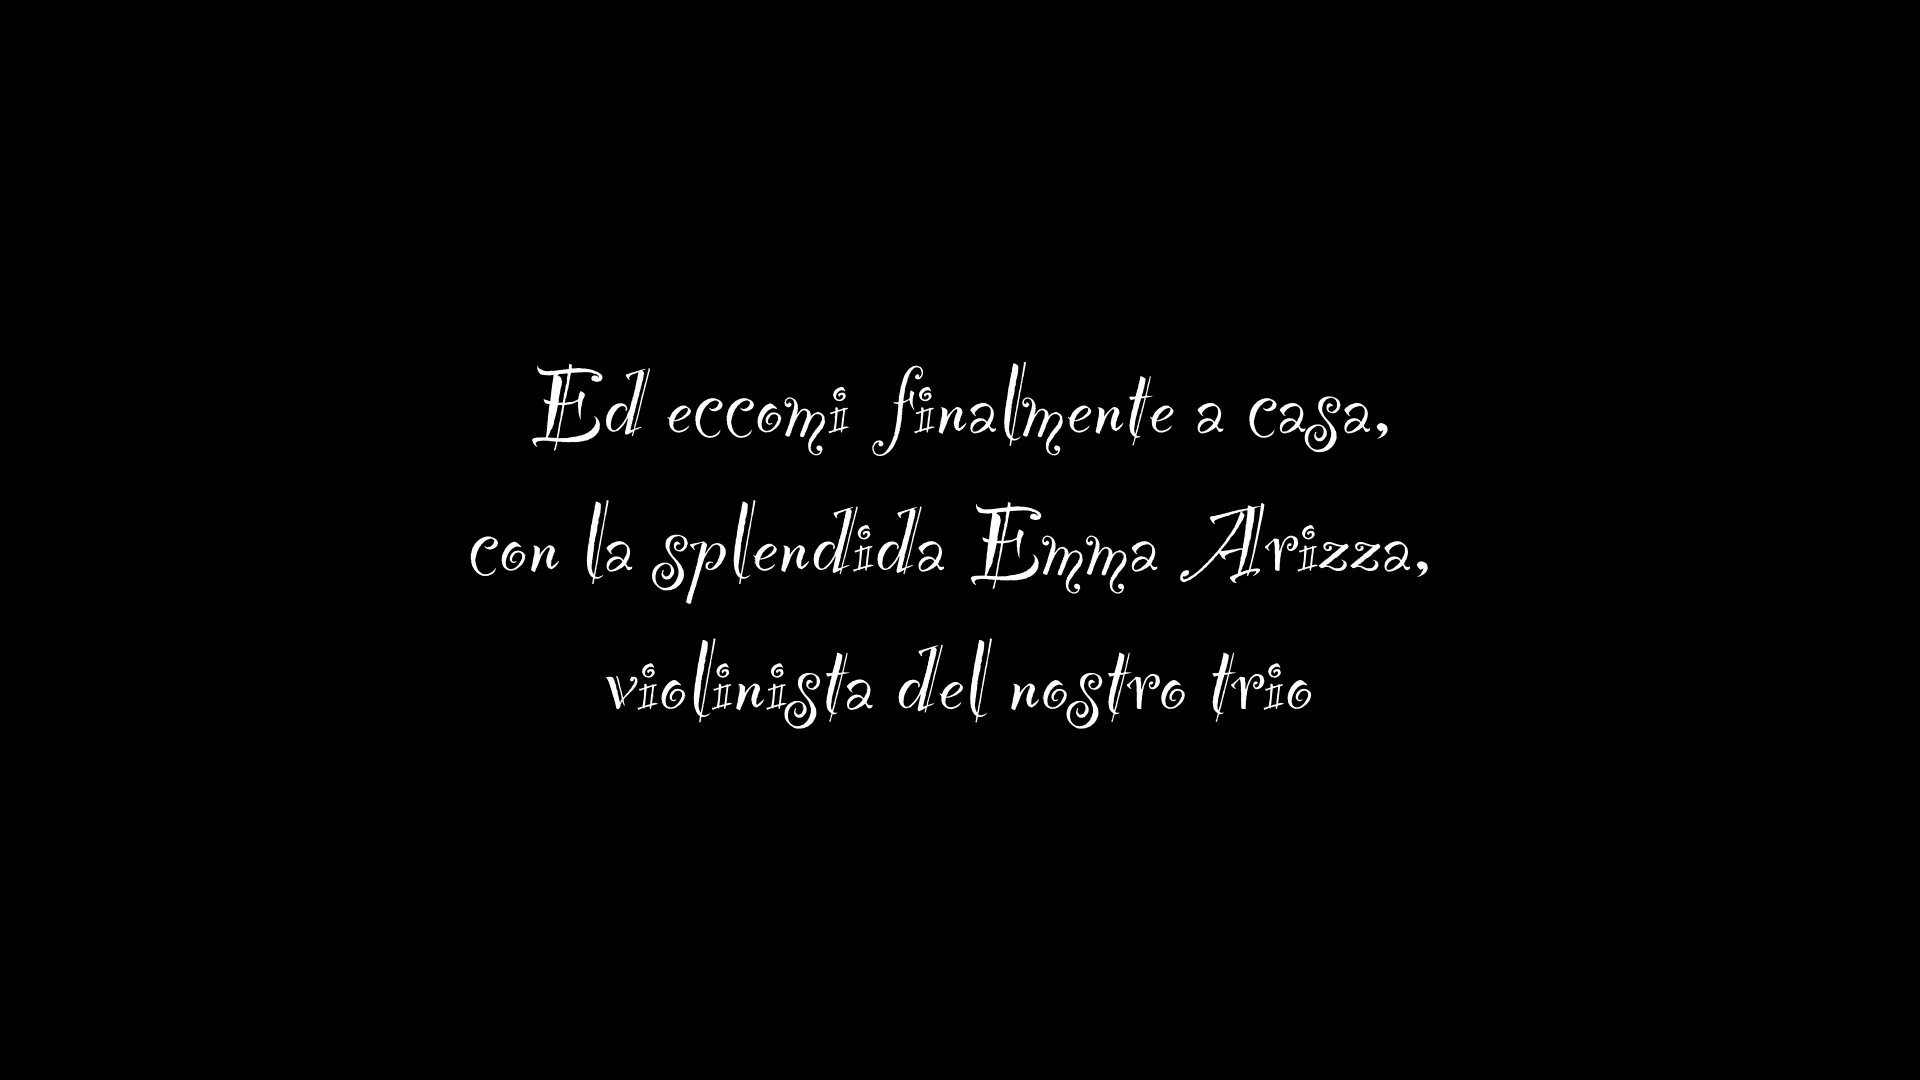 Ed eccomi finalmente a casa,
con la splendida Emma Arizza,
violinista del nostro trio